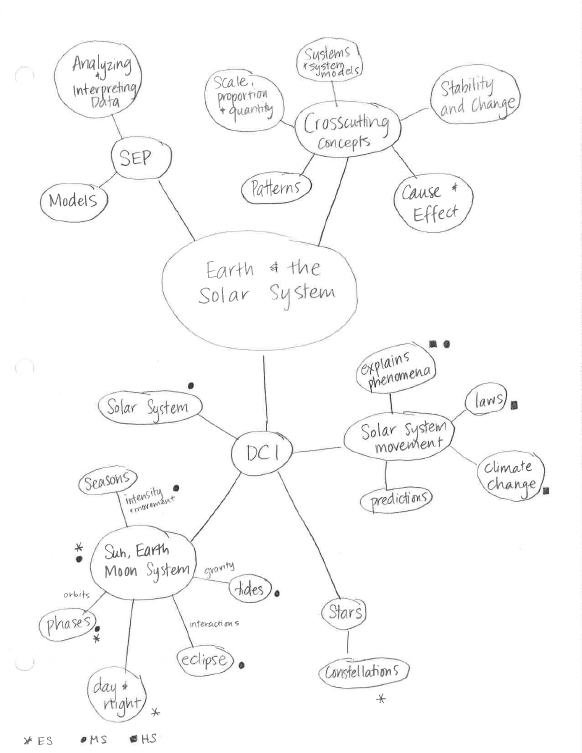 Analyzing
+
Interpreting
Data
SEP
Models
Scale,
proportion
+ quantity
Systems
+ system
models
Stability
and Change
Crosscutting
Concepts
Patterns
Cause +
Effect
Earth + the
Solar System
Solar System
DCI
explains
phenomena
laws
Solar System
movement
climate
change
predictions
Seasons
intensity
+ movement
Sun, Earth
Moon System
gravity
tides
orbits
phases
interactions
eclipse
day +
night
Stars
Constellations
* ES ● MS ■ HS